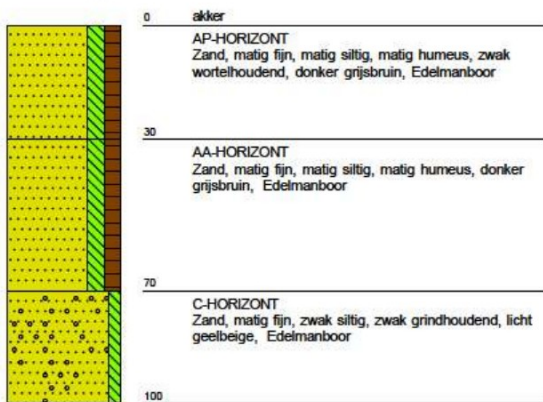 0 akker
AP-HORIZONT
Zand, matig fijn, matig siltig, matig humeus, zwak
wortelhoudend, donker grijsbruin, Edelmanboor
30
AA-HORIZONT
Zand, matig fijn, matig siltig, matig humeus, donker
grijsbruin, Edelmanboor
70
C-HORIZONT
Zand, matig fijn, zwak siltig, zwak grindhoudend, licht
geelbeige, Edelmanboor
100